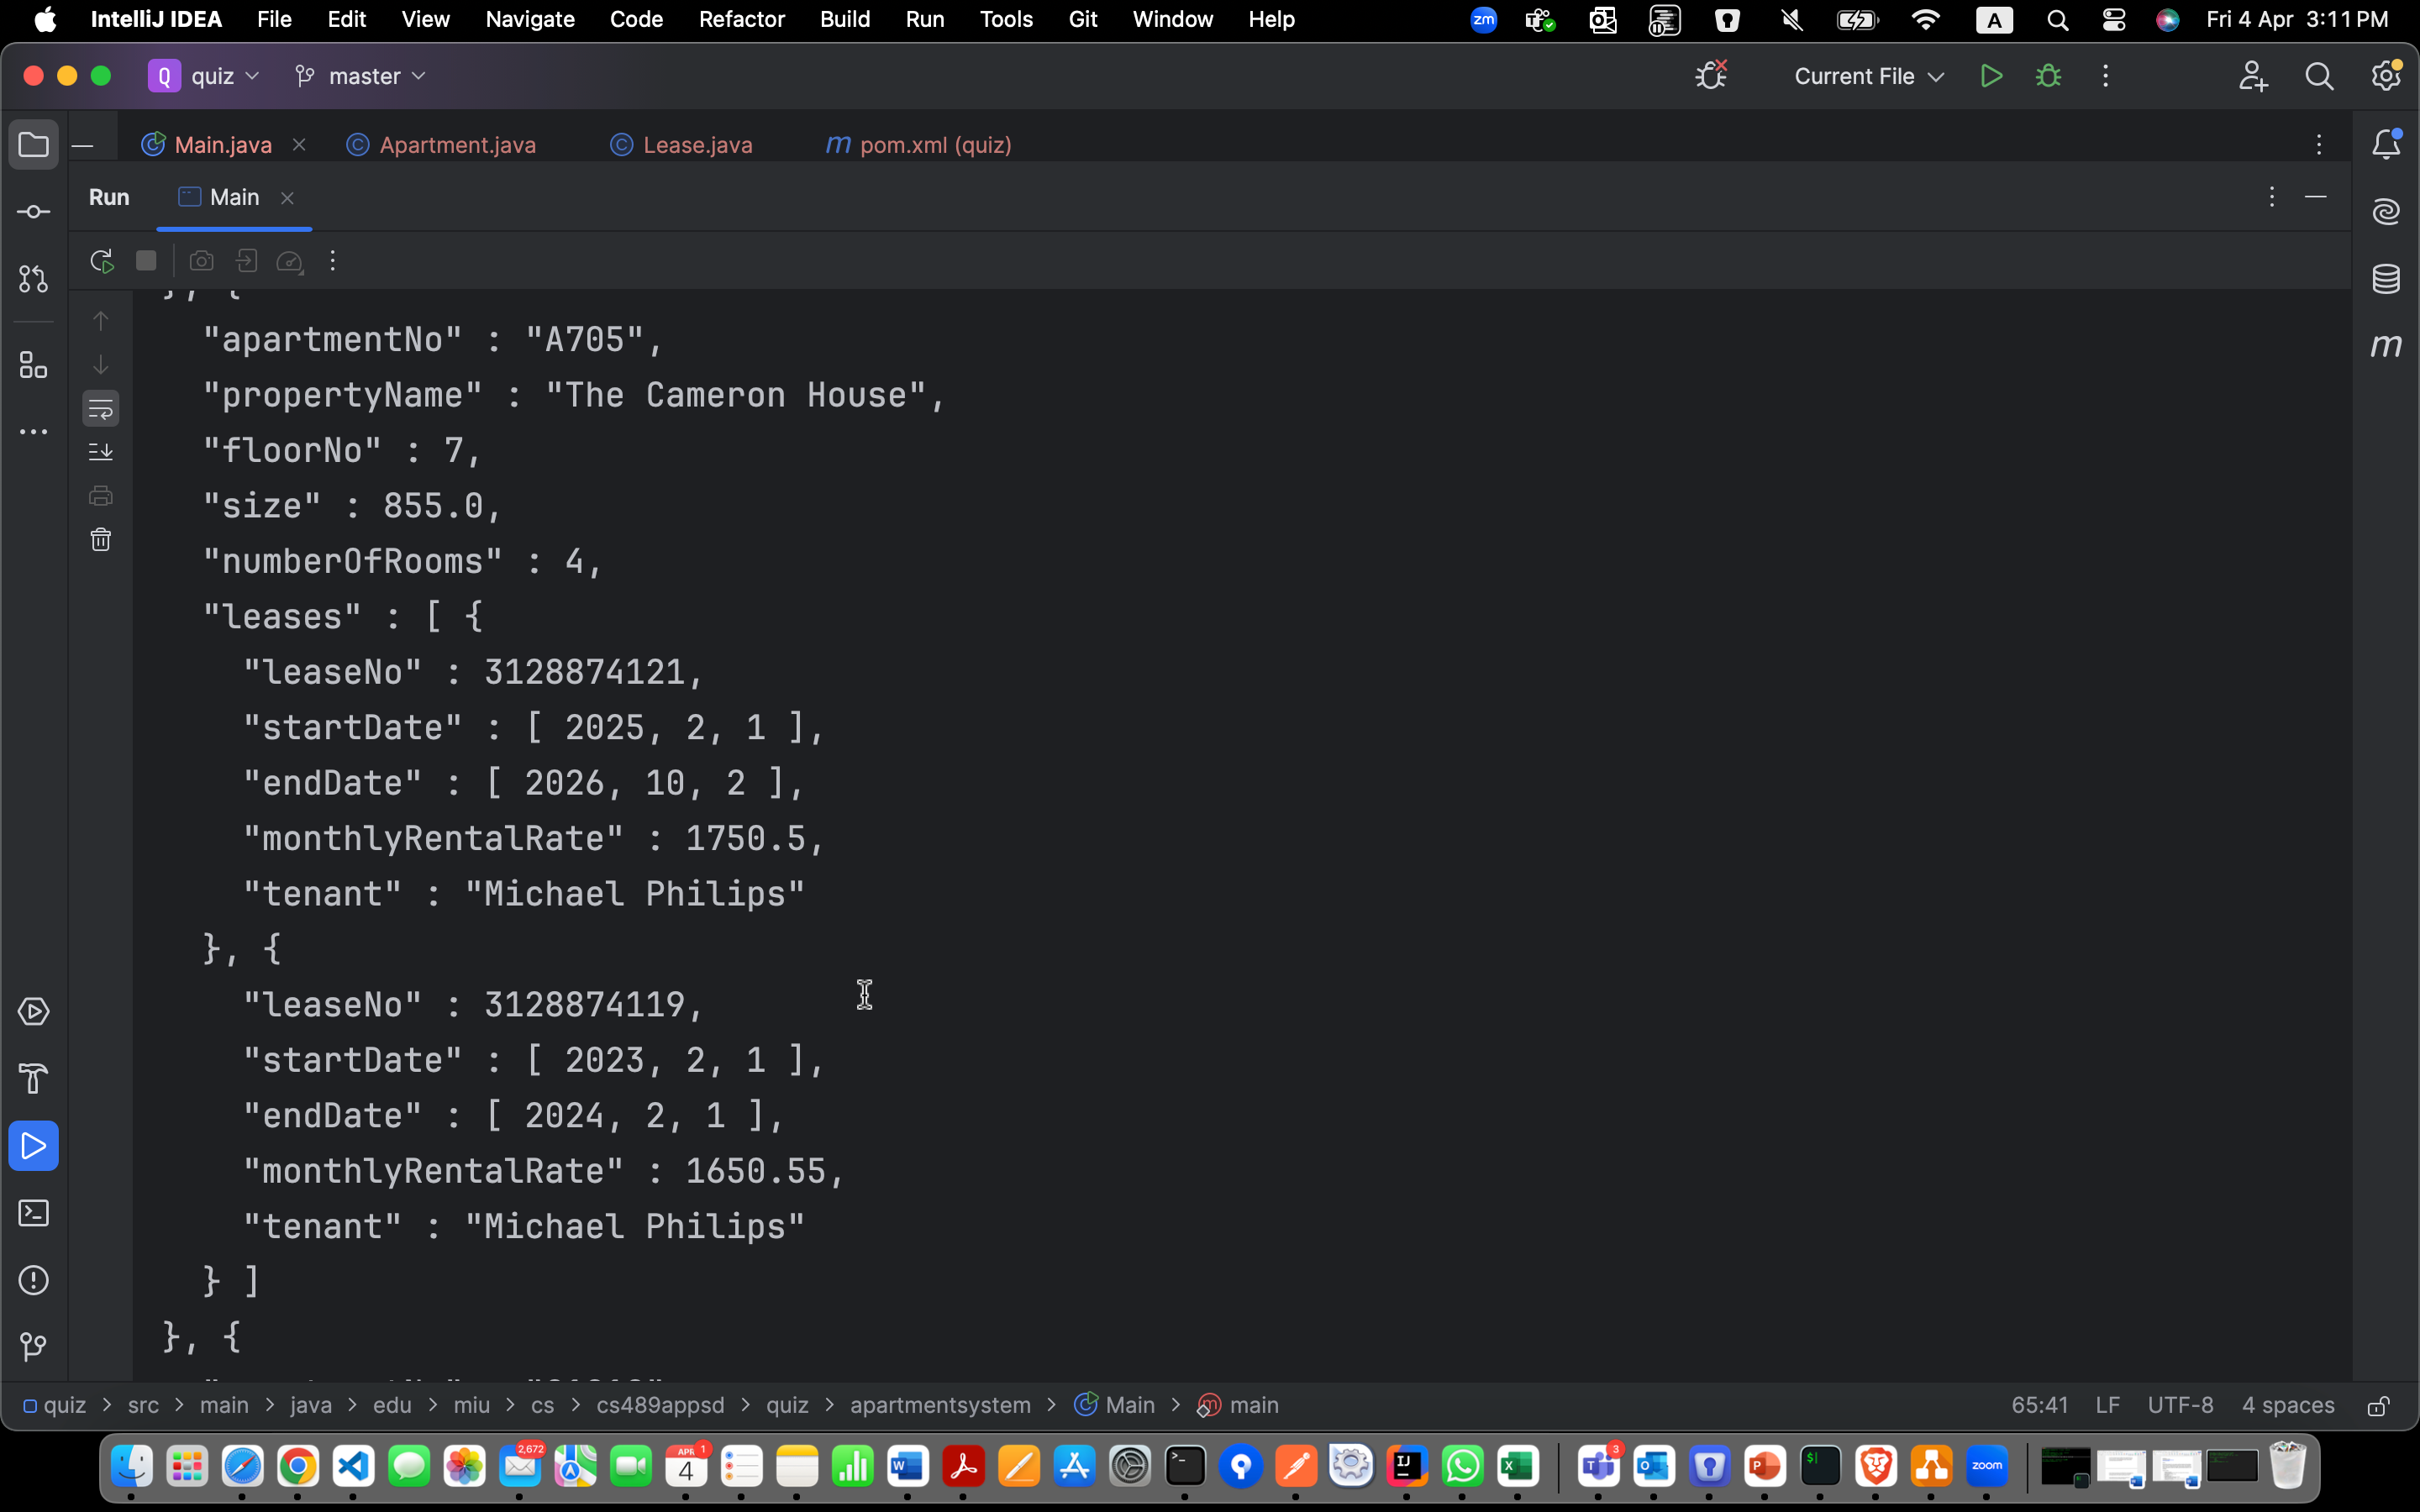 IntelliJ IDEA File Edit View Navigate Code Refactor Build Run Tools Git Window Help zm A Fri 4 Apr 3:11 PM
Q quiz master Current File
Main.java Apartment.java Lease.java m pom.xml (quiz)
Run Main
}, {
"apartmentNo" : "A705",
"propertyName" : "The Cameron House",
"floorNo" : 7,
"size" : 855.0,
"numberOfRooms" : 4,
"leases" : [ {
"leaseNo" : 3128874121,
"startDate" : [ 2025, 2, 1 ],
"endDate" : [ 2026, 10, 2 ],
"monthlyRentalRate" : 1750.5,
"tenant" : "Michael Philips"
}, {
"leaseNo" : 3128874119,
"startDate" : [ 2023, 2, 1 ],
"endDate" : [ 2024, 2, 1 ],
"monthlyRentalRate" : 1650.55,
"tenant" : "Michael Philips"
} ]
}, {
quiz > src > main > java > edu > miu > cs > cs489appsd > quiz > apartmentsystem > Main > main 65:41 LF UTF-8 4 spaces
2,672 APR 4 1 3 zoom